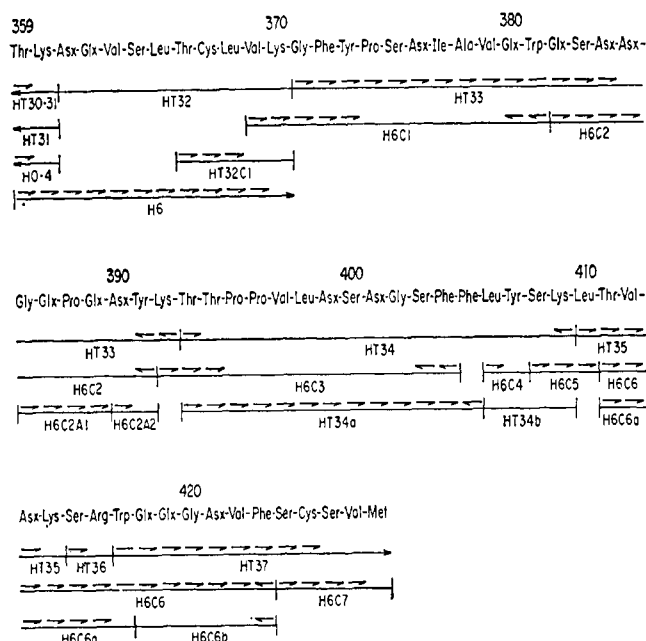 359 370 380
Thr-Lys-Asx-Glx-Val-Ser-Leu-Thr-Cys-Leu-Val-Lys-Gly-Phe-Tyr-Pro-Ser-Asx-Ile-Ala-Val-Glx-Trp-Glx-Ser-Asx-Asx-
HT30-31 HT32 HT33
HT31 H6C1 H6C2
HO-4 HT32C1
H6
390 400 410
Gly-Glx-Pro-Glx-Asx-Tyr-Lys-Thr-Thr-Pro-Pro-Val-Leu-Asx-Ser-Asx-Gly-Ser-Phe-Phe-Leu-Tyr-Ser-Lys-Leu-Thr-Val-
HT33 HT34 HT35
H6C2 H6C3 H6C4 H6C5 H6C6
H6C2A1 H6C2A2 HT34a HT34b H6C6a
420
Asx-Lys-Ser-Arg-Trp-Glx-Glx-Gly-Asx-Val-Phe-Ser-Cys-Ser-Val-Met
HT35 HT36 HT37
H6C6 H6C7
H6C6a H6C6b